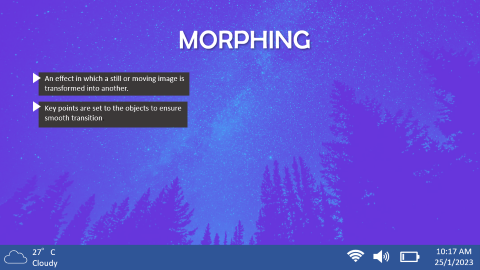 MORPHING
An effect in which a still or moving image is
transformed into another.
Key points are set to the objects to ensure
smooth transition
27° C
Cloudy
10:17 AM
25/1/2023